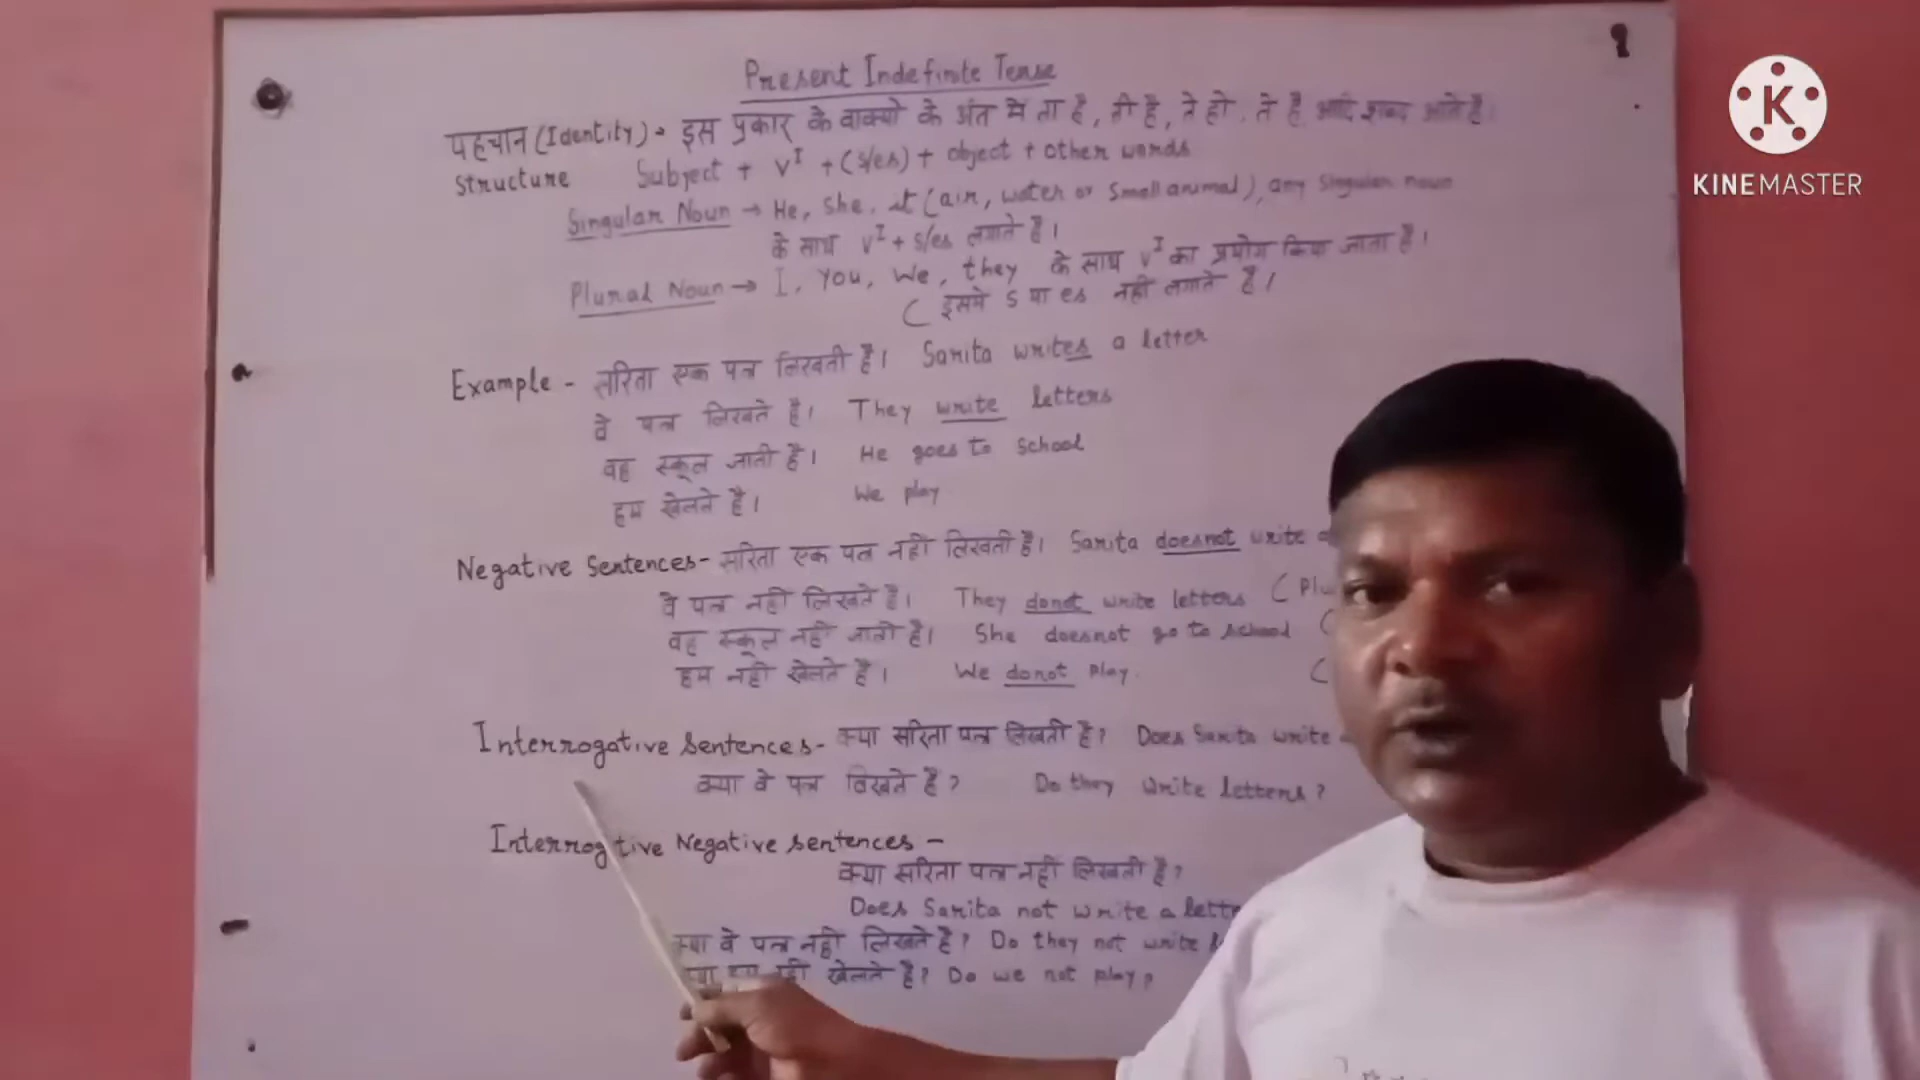 Present Indefinite Tense
पहचान (Identity) - इस प्रकार के वाक्यो के अंत मे ता है, ती है, ते हो, ते है आदि शब्द आते है।
Structure Subject + V^I + (s/es) + object + other words
Singular Noun → He, She, it (air, water or small animal), any singular noun
के साथ V^I + s/es लगाते है।
Plural Noun → I, You, We, they के साथ V^I का प्रयोग किया जाता है।
( इसमे s या es नही लगाते है।
Example - सरिता एक पत्र लिखती है। Sarita writes a letter
वे पत्र लिखते है। They write letters
वह स्कूल जाती है। He goes to school
हम खेलते है। We play
Negative Sentences - सरिता एक पत्र नही लिखती है। Sarita doesnot write
वे पत्र नही लिखते है। They donot write letters (Plu
वह स्कूल नही जाती है। She doesnot go to school (
हम नही खेलते है। We donot play. (
Interrogative Sentences - क्या सरिता पत्र लिखती है? Does Sarita write
क्या वे पत्र लिखते है? Do they write letters?
Interrogtive Negative sentences -
क्या सरिता पत्र नही लिखती है?
Does Sarita not write a lette
क्या वे पत्र नही लिखते है? Do they not write
खेलते है? Do we not play?
KINEMASTER